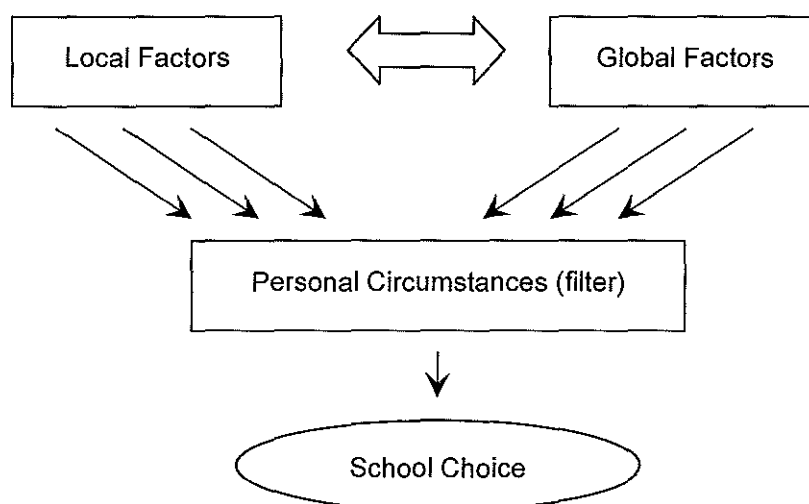 Local Factors
Global Factors
Personal Circumstances (filter)
School Choice